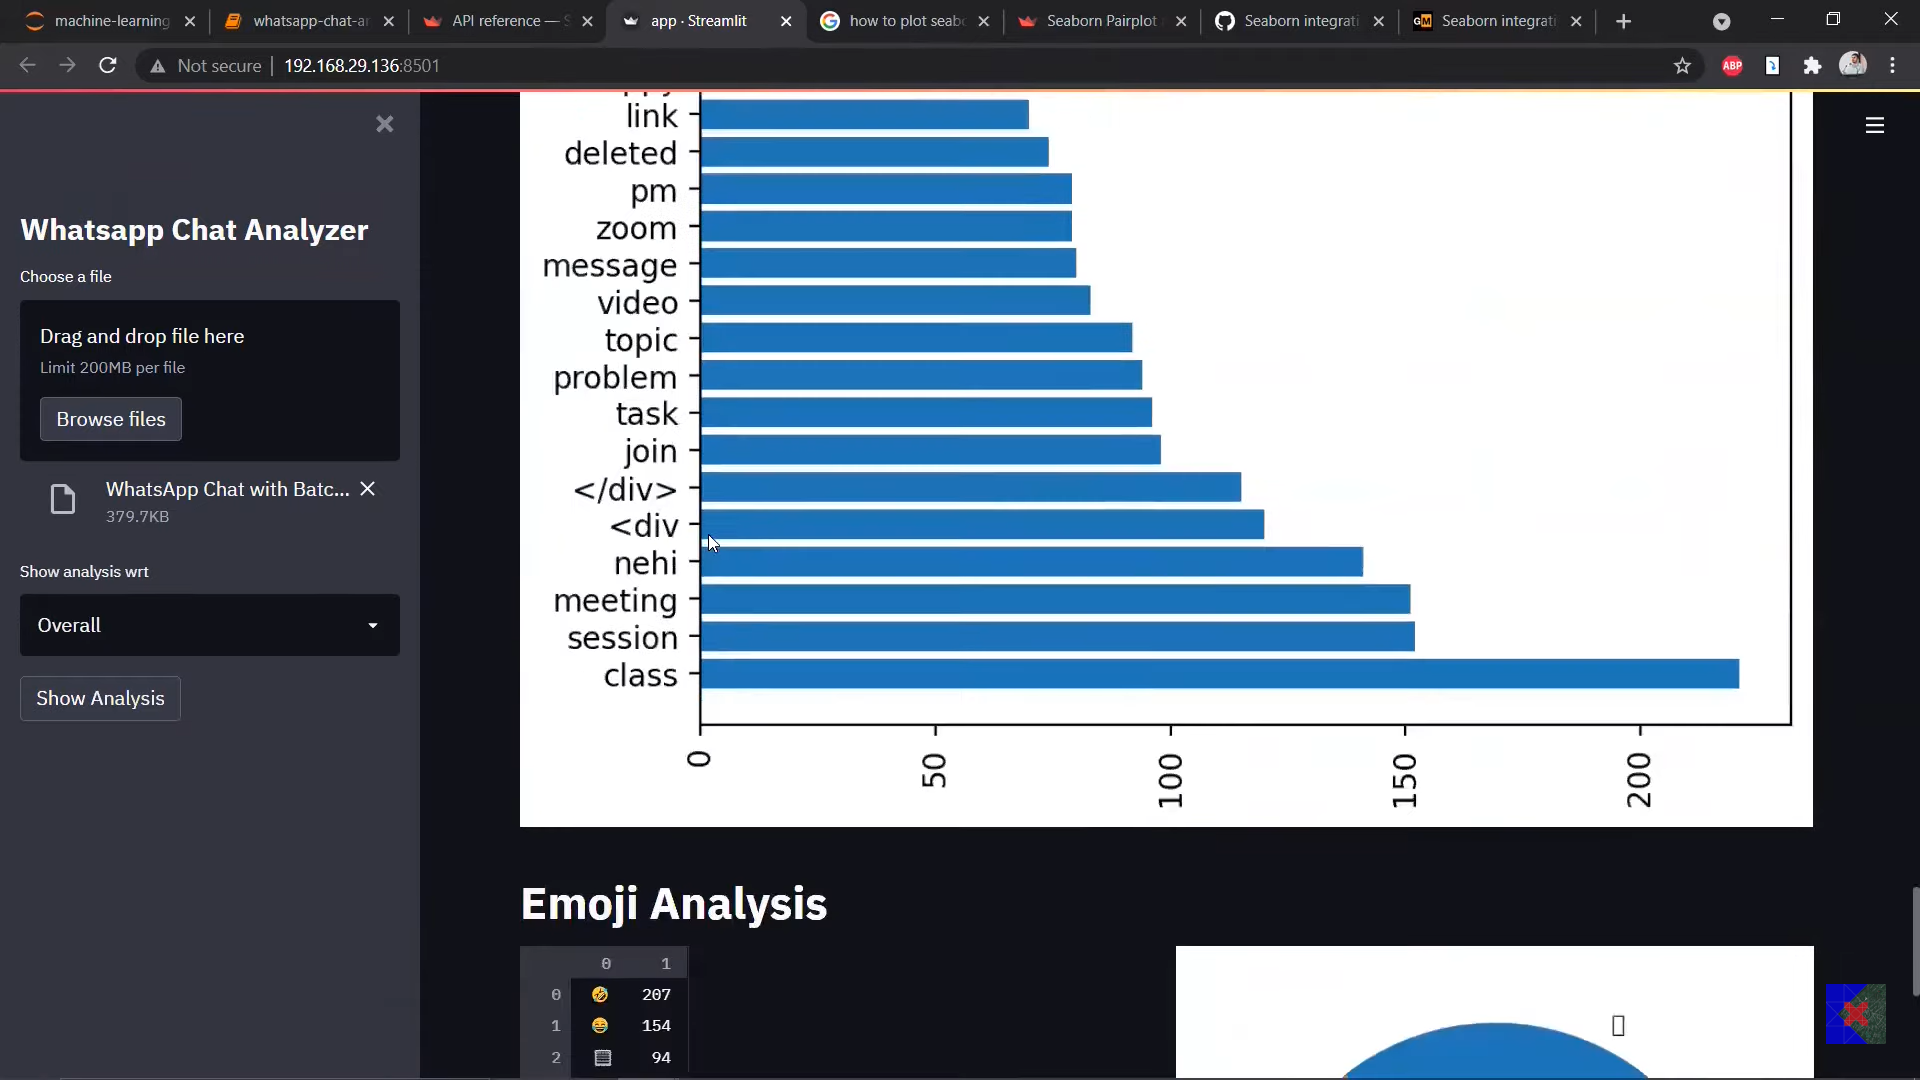 machine-learning
whatsapp-chat-ar
API reference — S
app · Streamlit
how to plot seabo
Seaborn Pairplot
Seaborn integrati
GM
Seaborn integrati
Not secure
192.168.29.136:8501
ABP
Whatsapp Chat Analyzer
Choose a file
Drag and drop file here
Limit 200MB per file
Browse files
WhatsApp Chat with Batc...
379.7KB
Show analysis wrt
Overall
Show Analysis
link
deleted
pm
zoom
message
video
topic
problem
task
join
</div>
<div
nehi
meeting
session
class
0 50 100 150 200
Emoji Analysis
0 1
0 🤣 207
1 😂 154
2 94